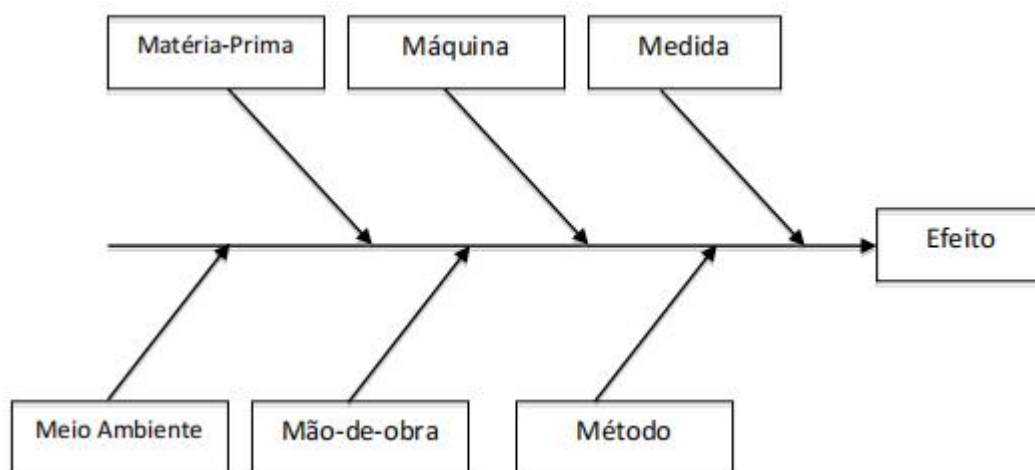 Matéria-Prima
Máquina
Medida
Efeito
Meio Ambiente
Mão-de-obra
Método